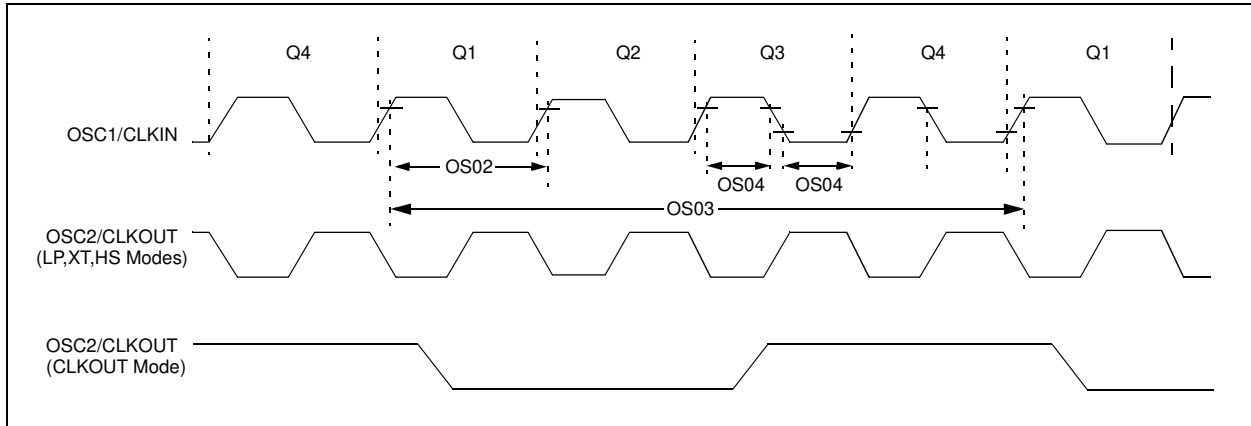 Q4 Q1 Q2 Q3 Q4 Q1
OSC1/CLKIN
OS02
OS04 OS04
OS03
OSC2/CLKOUT
(LP,XT,HS Modes)
OSC2/CLKOUT
(CLKOUT Mode)